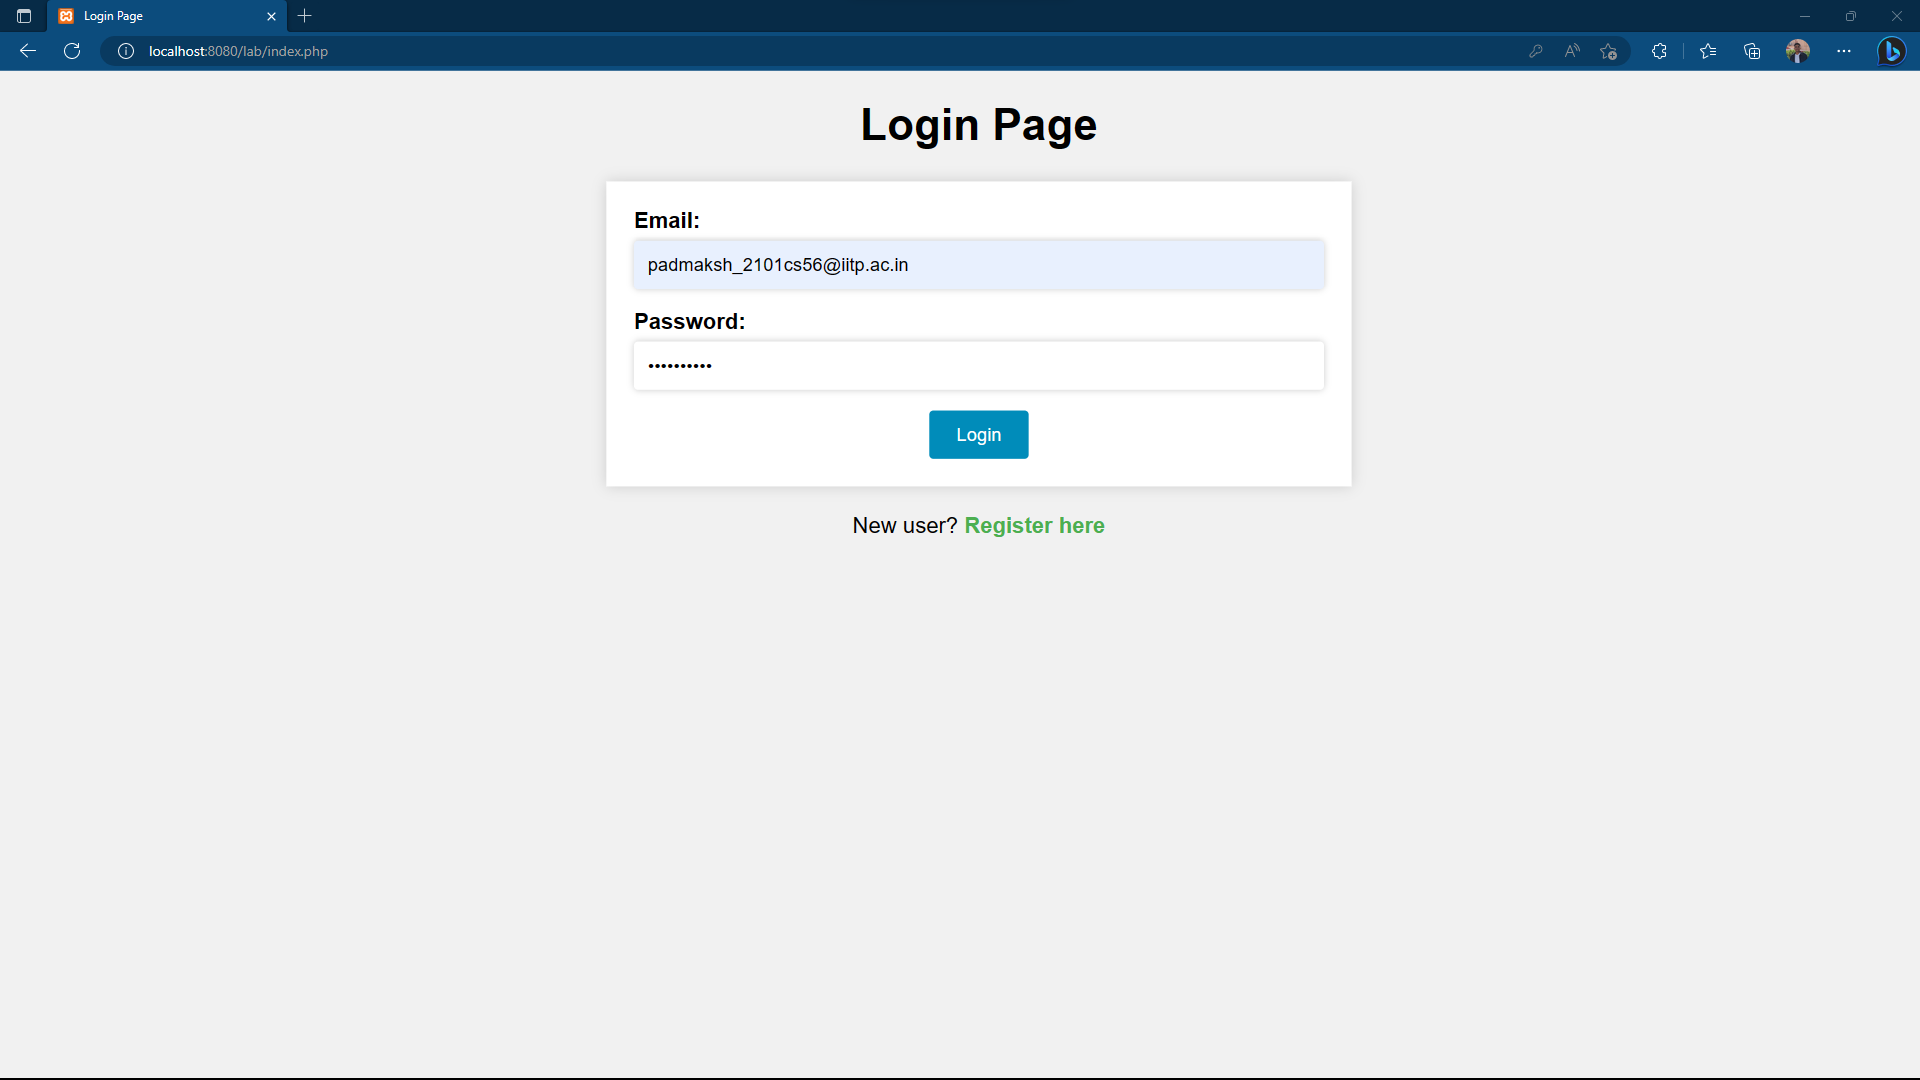 Login Page
localhost:8080/lab/index.php
Login Page
Email:
padmaksh_2101cs56@iitp.ac.in
Password:
••••••••••
Login
New user? Register here